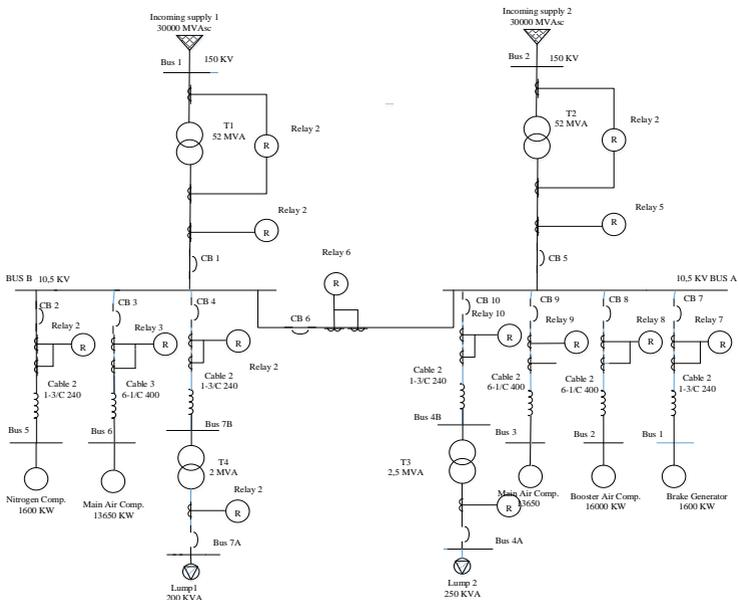 Incoming supply 1
30000 MVAsc
Bus 1
150 KV
T1
52 MVA
R
Relay 2
R
Relay 2
CB 1
Incoming supply 2
30000 MVAsc
Bus 2
150 KV
T2
52 MVA
R
Relay 2
R
Relay 5
CB 5
BUS B
10,5 KV
Relay 6
R
CB 6
10,5 KV BUS A
CB 2
Relay 2
R
Cable 2
1-3/C 240
Bus 5
Nitrogen Comp.
1600 KW
CB 3
Relay 3
R
Cable 3
6-1/C 400
Bus 6
Main Air Comp.
13650 KW
CB 4
R
Relay 2
Cable 2
1-3/C 240
Bus 7B
T4
2 MVA
Relay 2
R
Bus 7A
Lump1
200 KVA
CB 10
Relay 10
R
Cable 2
1-3/C 240
Bus 4B
T3
2,5 MVA
R
Bus 4A
Lump 2
250 KVA
CB 9
Relay 9
R
Cable 2
6-1/C 400
Bus 3
Main Air Comp.
13650
CB 8
Relay 8
R
Cable 2
6-1/C 400
Bus 2
Booster Air Comp.
16000 KW
CB 7
Relay 7
R
Cable 2
1-3/C 240
Bus 1
Brake Generator
1600 KW